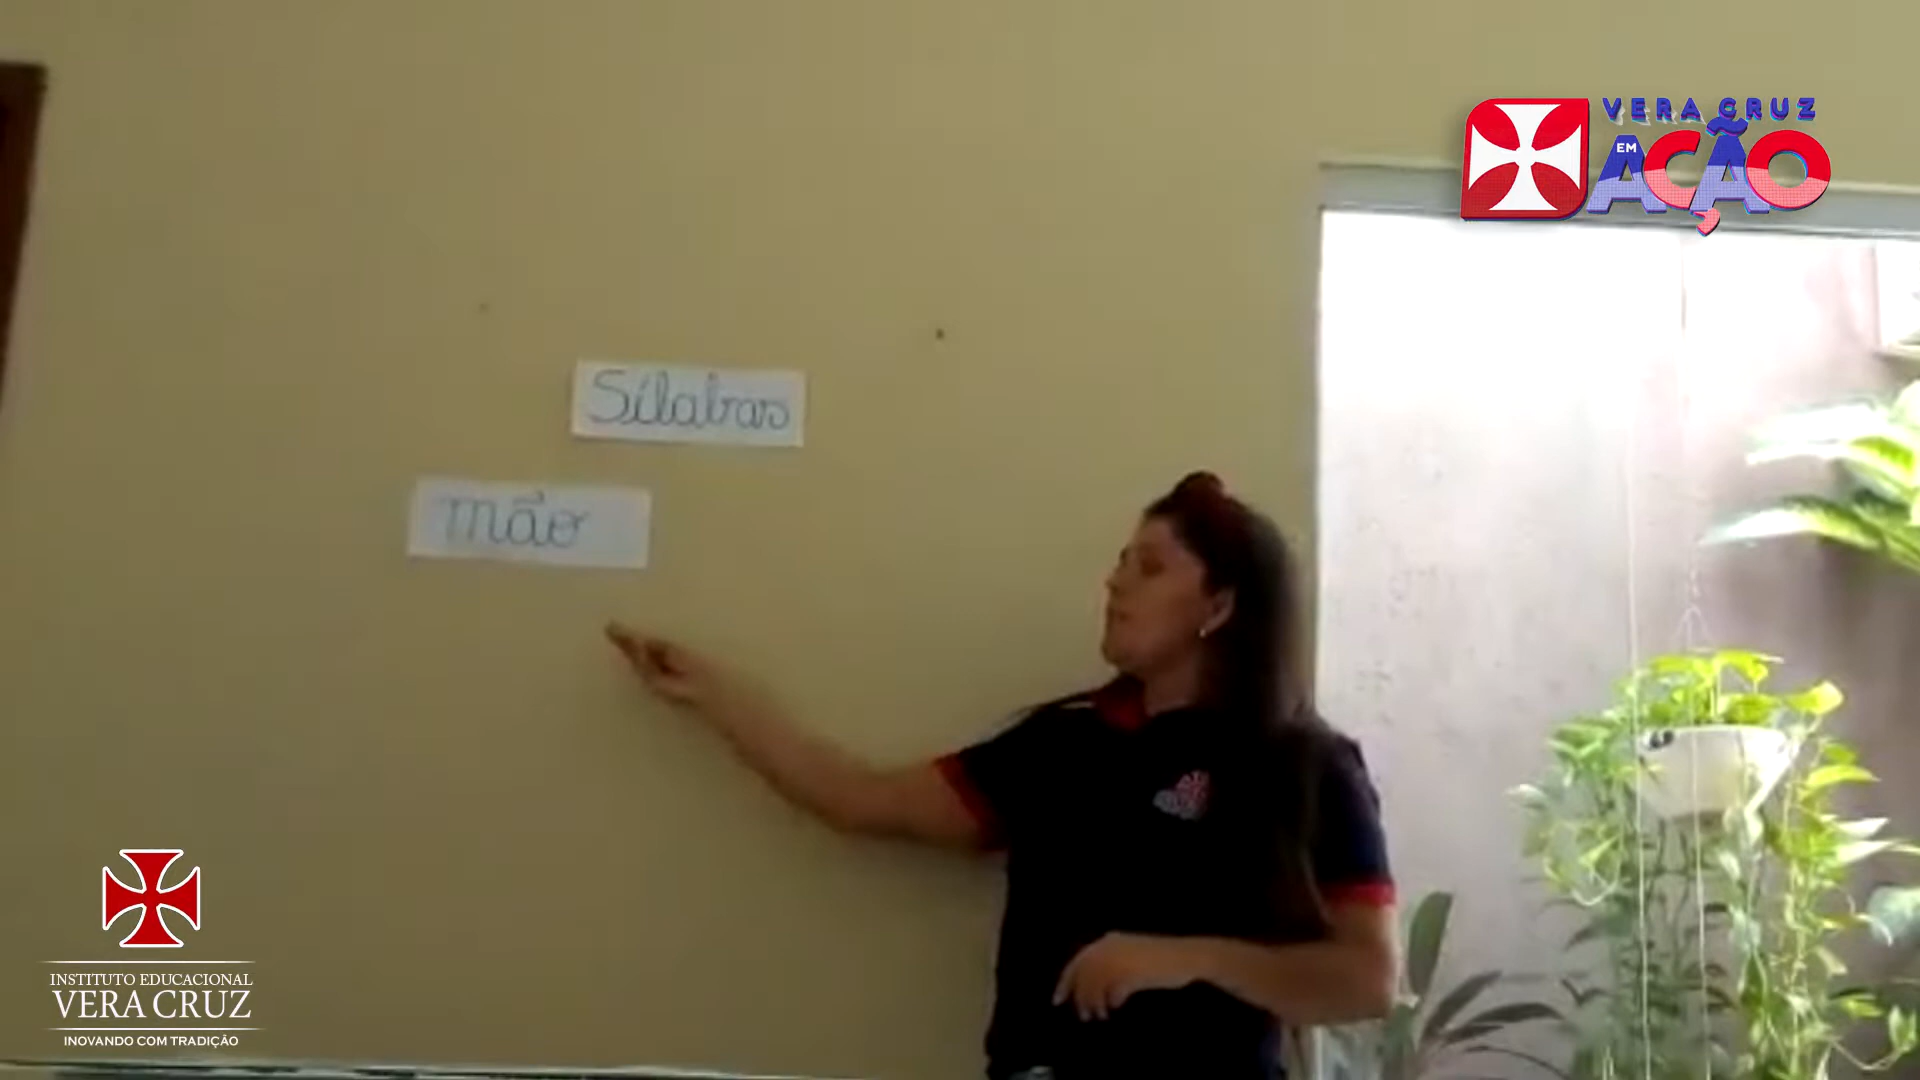 VERA CRUZ
EM
AÇÃO
Sílabas
mão
INSTITUTO EDUCACIONAL
VERA CRUZ
INOVANDO COM TRADIÇÃO